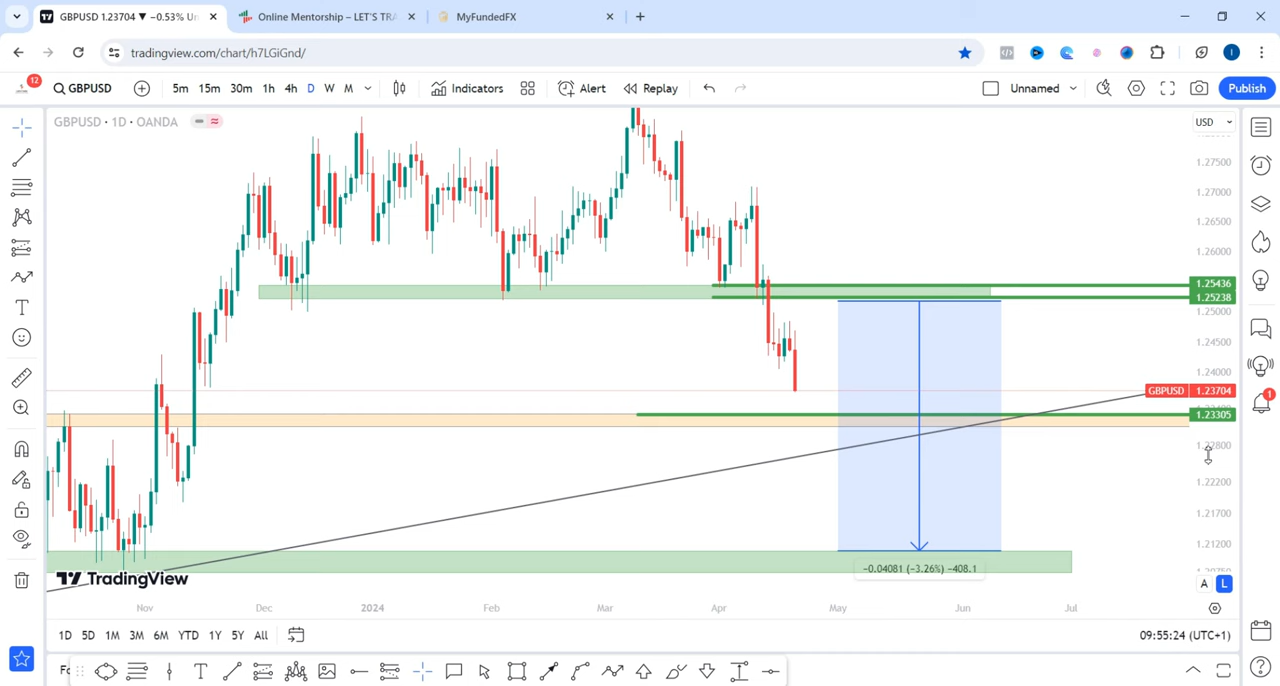 GBPUSD 1.23704 ▼ −0.53% Un
Online Mentorship – LET'S TRA
MyFundedFX
tradingview.com/chart/h7LGiGnd/
12
GBPUSD
5m 15m 30m 1h 4h D W M
Indicators
Alert
Replay
Unnamed
Publish
GBPUSD · 1D · OANDA
USD
1.27500
1.27000
1.26500
1.26000
1.25436
1.25238
1.25000
1.24500
1.24000
GBPUSD 1.23704
1.23305
1.22800
1.22200
1.21700
1.21200
−0.04081 (−3.26%) −408.1
TradingView
A L
Nov Dec 2024 Feb Mar Apr May Jun Jul
1D 5D 1M 3M 6M YTD 1Y 5Y All
09:55:24 (UTC+1)
1